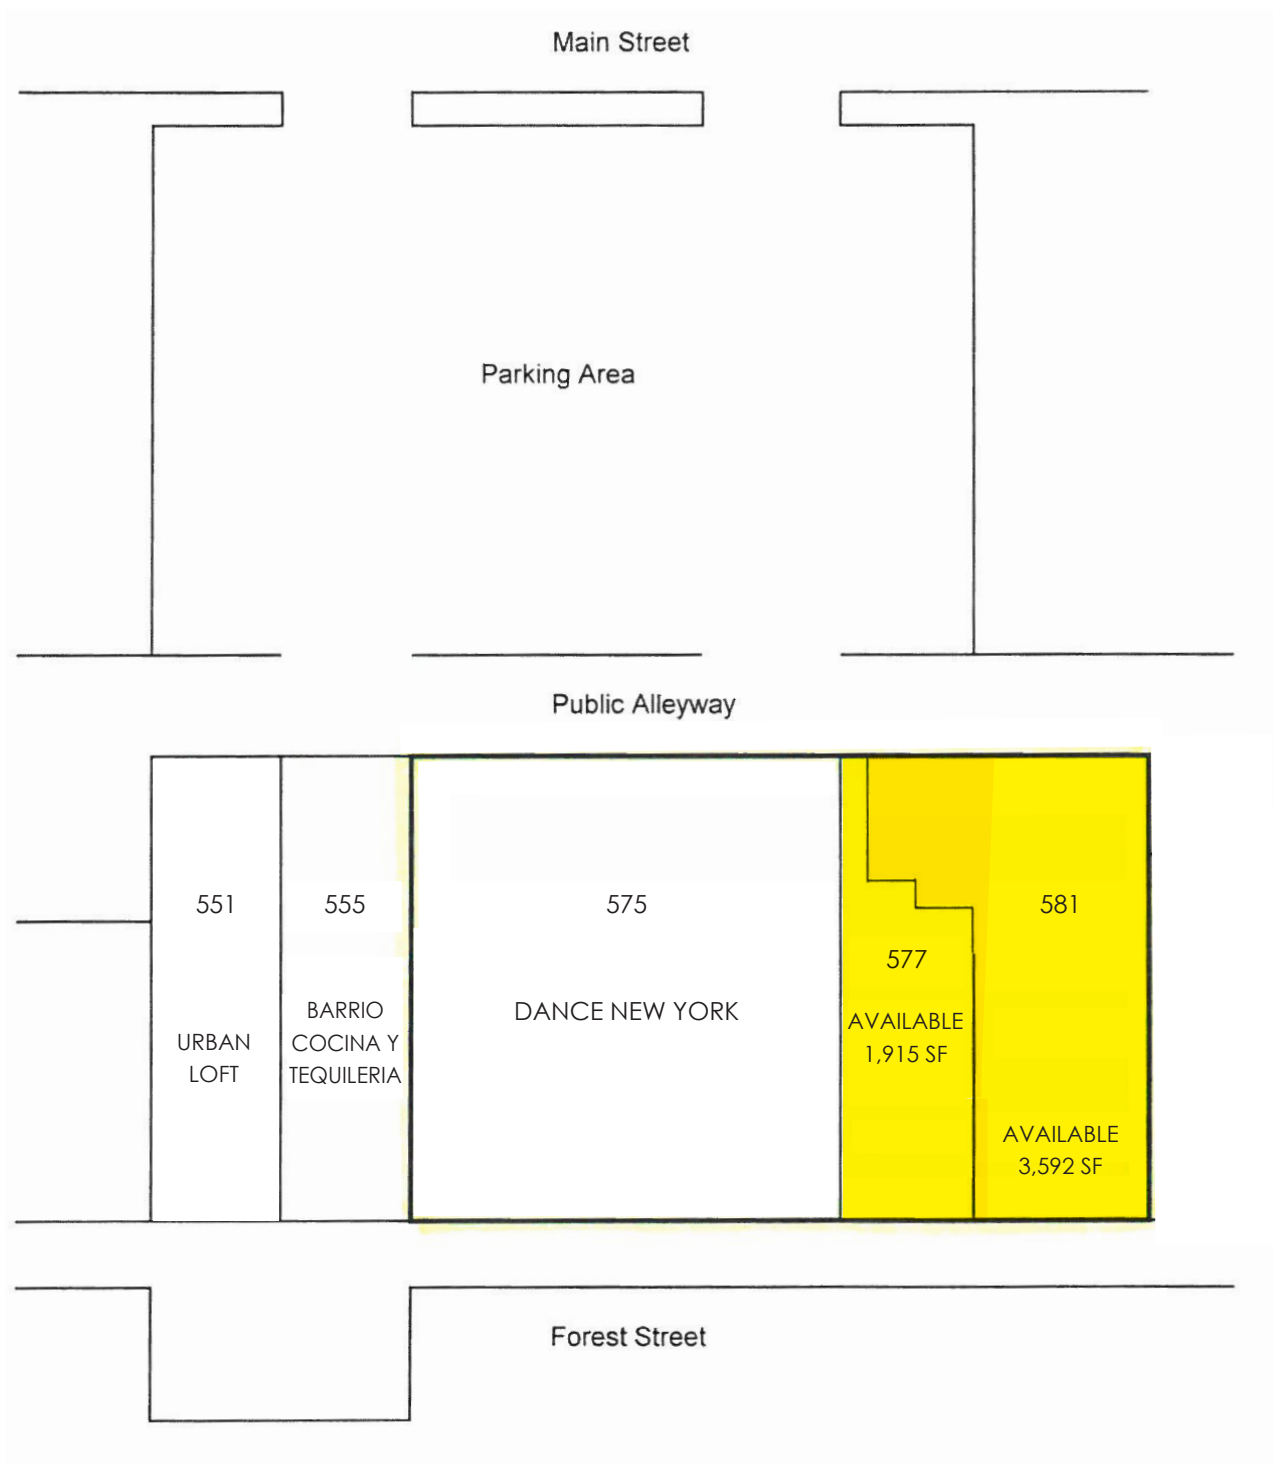 Main Street
Parking Area
Public Alleyway
551
URBAN
LOFT
555
BARRIO
COCINA Y
TEQUILERIA
575
DANCE NEW YORK
577
AVAILABLE
1,915 SF
581
AVAILABLE
3,592 SF
Forest Street